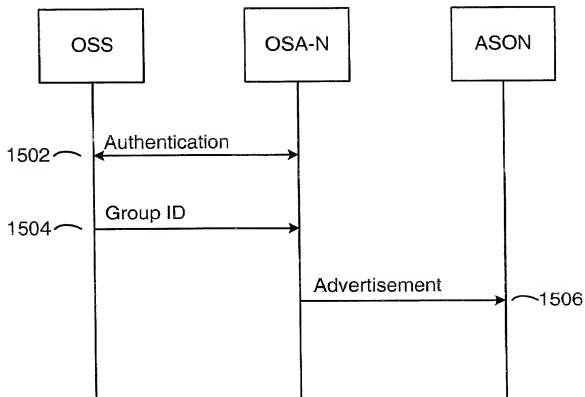 OSS
OSA-N
ASON
Authentication
1502
Group ID
1504
Advertisement
1506